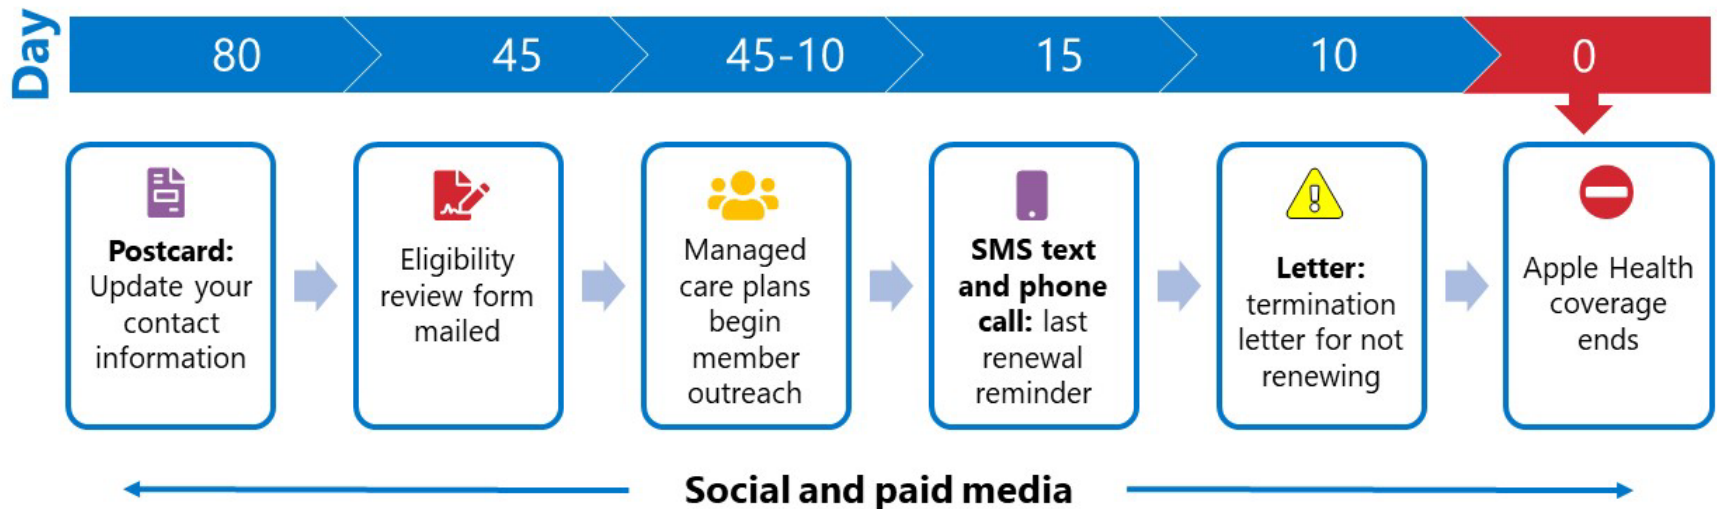 Day
80
45
45-10
15
10
0
Postcard:
Update your
contact
information
Eligibility
review form
mailed
Managed
care plans
begin
member
outreach
SMS text
and phone
call: last
renewal
reminder
Letter:
termination
letter for not
renewing
Apple Health
coverage
ends
Social and paid media